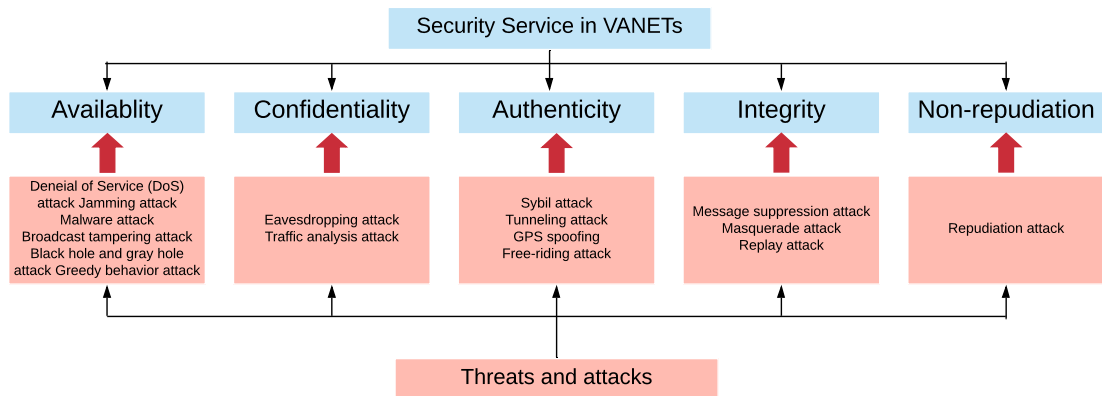 Security Service in VANETs
Availablity
Confidentiality
Authenticity
Integrity
Non-repudiation
Deneial of Service (DoS)
attack Jamming attack
Malware attack
Broadcast tampering attack
Black hole and gray hole
attack Greedy behavior attack
Eavesdropping attack
Traffic analysis attack
Sybil attack
Tunneling attack
GPS spoofing
Free-riding attack
Message suppression attack
Masquerade attack
Replay attack
Repudiation attack
Threats and attacks